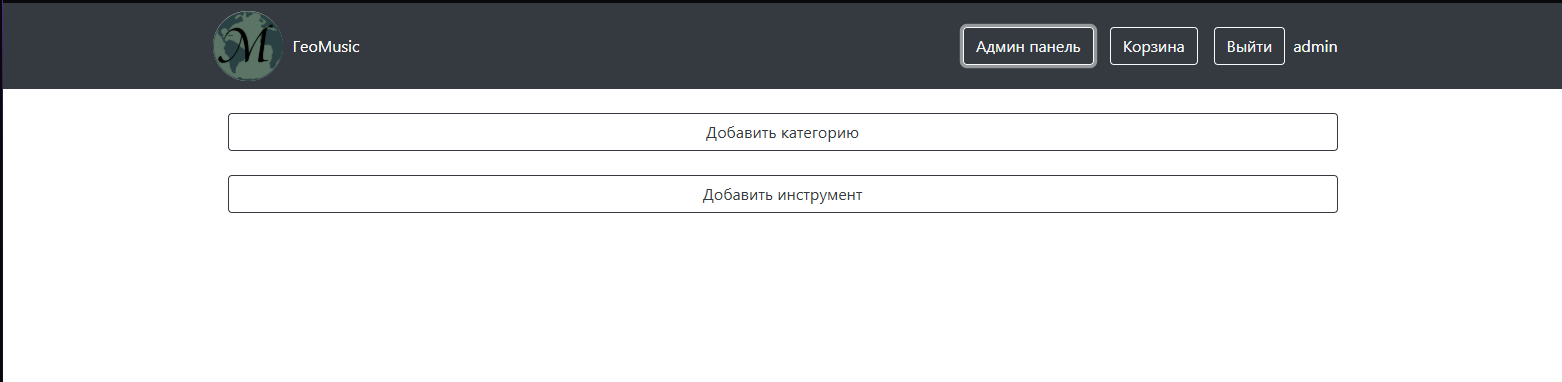 M ГеоMusic Админ панель Корзина Выйти admin
Добавить категорию
Добавить инструмент